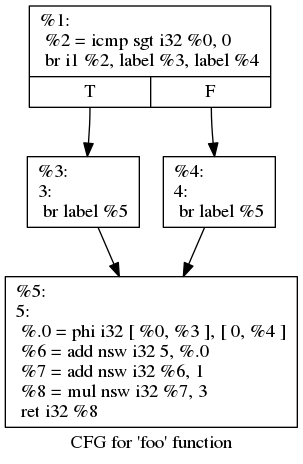 %1:
%2 = icmp sgt i32 %0, 0
br i1 %2, label %3, label %4
T
F
%3:
3:
br label %5
%4:
4:
br label %5
%5:
5:
%.0 = phi i32 [ %0, %3 ], [ 0, %4 ]
%6 = add nsw i32 5, %.0
%7 = add nsw i32 %6, 1
%8 = mul nsw i32 %7, 3
ret i32 %8
CFG for 'foo' function